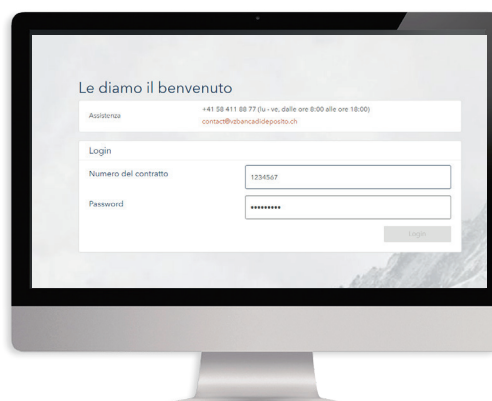 Le diamo il benvenuto
Assistenza
+41 58 411 88 77 (lu - ve, dalle ore 8:00 alle ore 18:00)
contact@vzbancadideposito.ch
Login
Numero del contratto
1234567
Password
•••••••••
Login